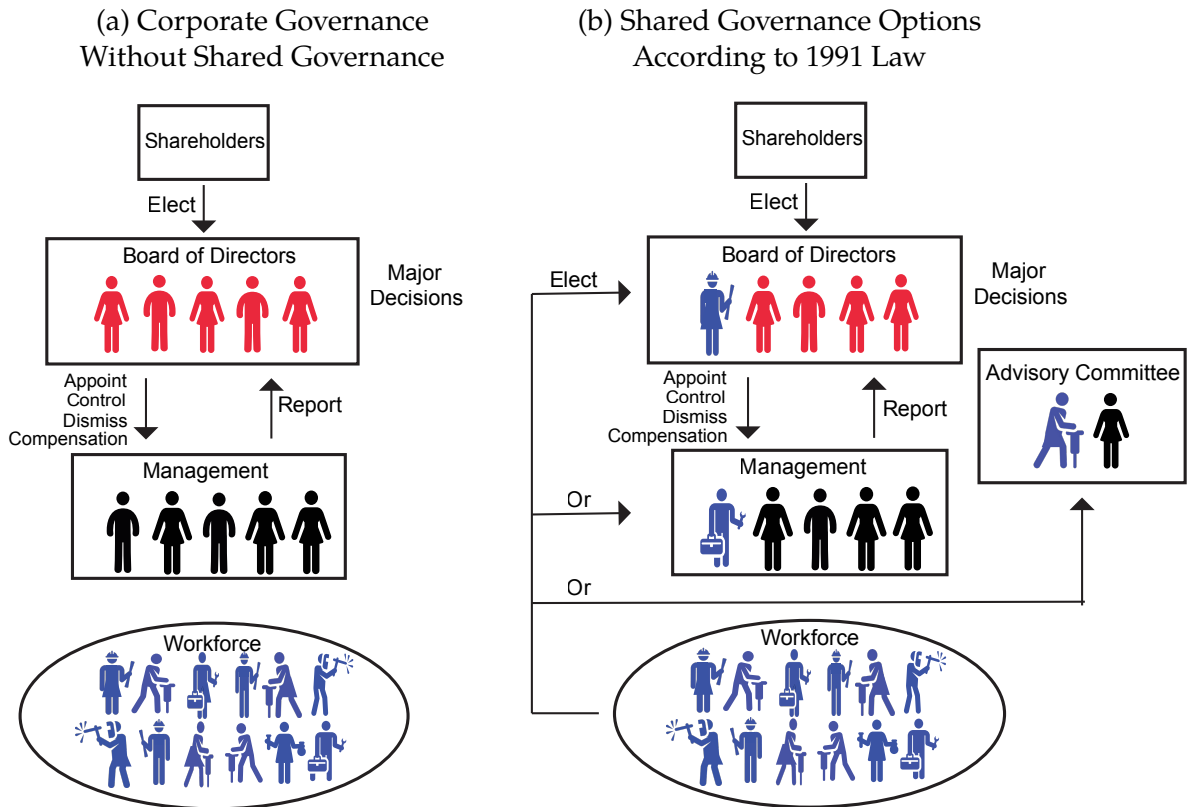 (a) Corporate Governance
Without Shared Governance
Shareholders
Elect
Board of Directors
Major
Decisions
Appoint
Control
Dismiss
Compensation
Report
Management
Workforce
(b) Shared Governance Options
According to 1991 Law
Shareholders
Elect
Board of Directors
Elect
Major
Decisions
Appoint
Control
Dismiss
Compensation
Report
Advisory Committee
Management
Or
Or
Workforce